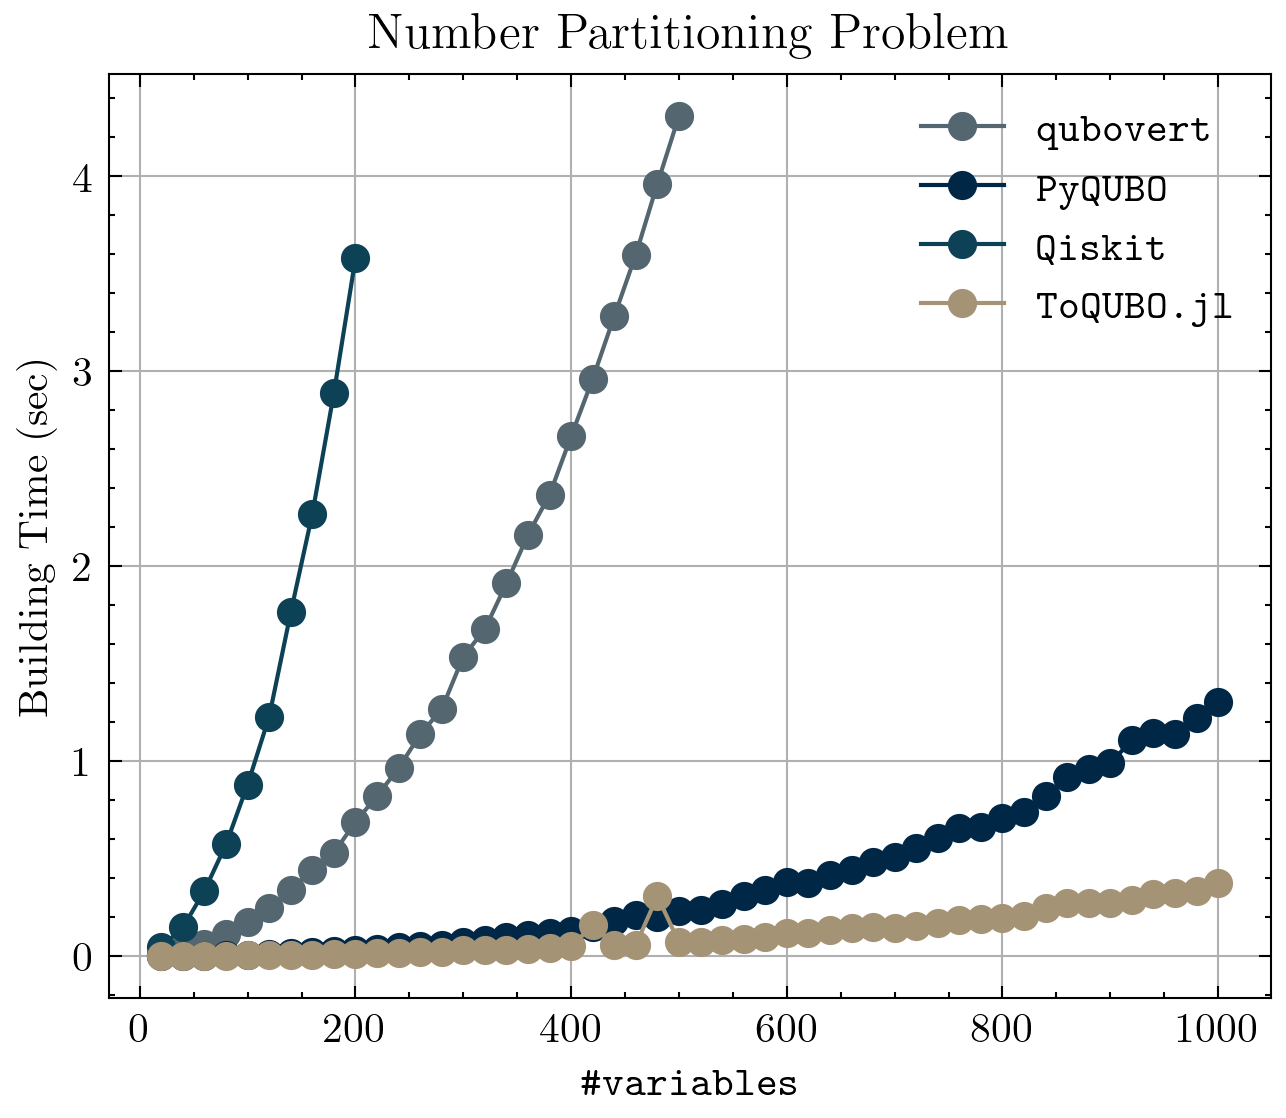 Number Partitioning Problem
qubovert
PyQUBO
Qiskit
ToQUBO.jl
Building Time (sec)
4
3
2
1
0
0 200 400 600 800 1000
#variables